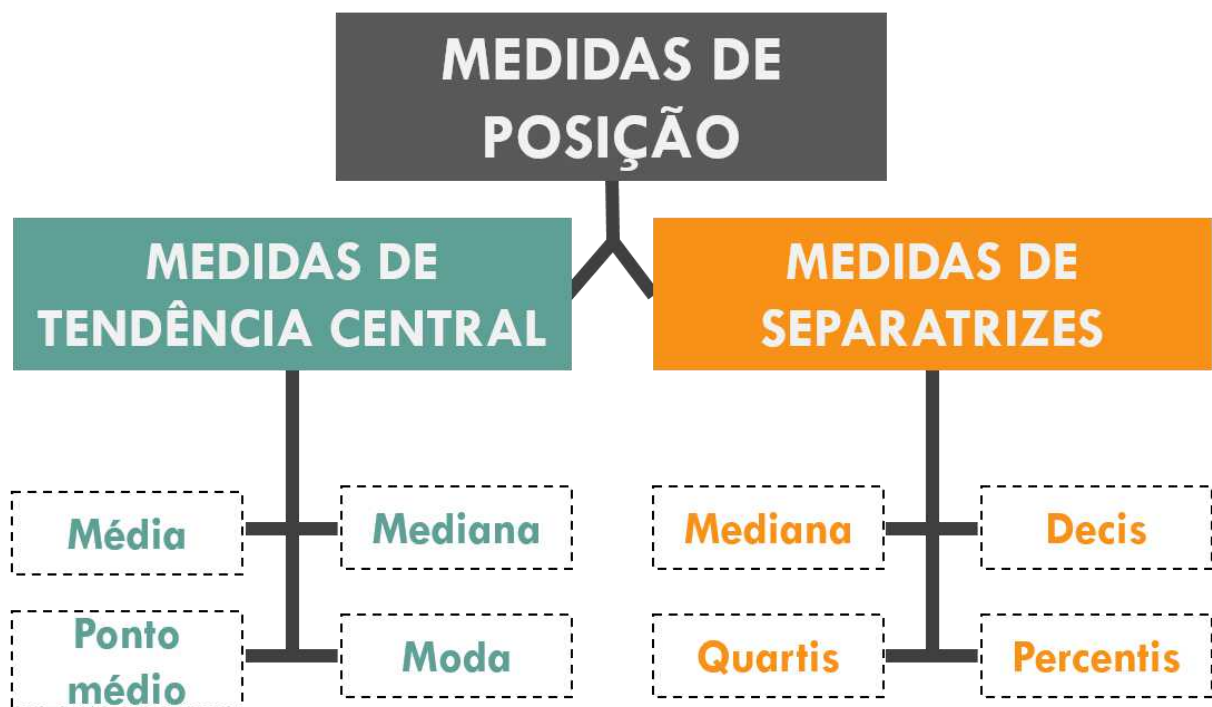 MEDIDAS DE
POSIÇÃO
MEDIDAS DE
TENDÊNCIA CENTRAL
MEDIDAS DE
SEPARATRIZES
Média
Mediana
Ponto
médio
Moda
Mediana
Decis
Quartis
Percentis